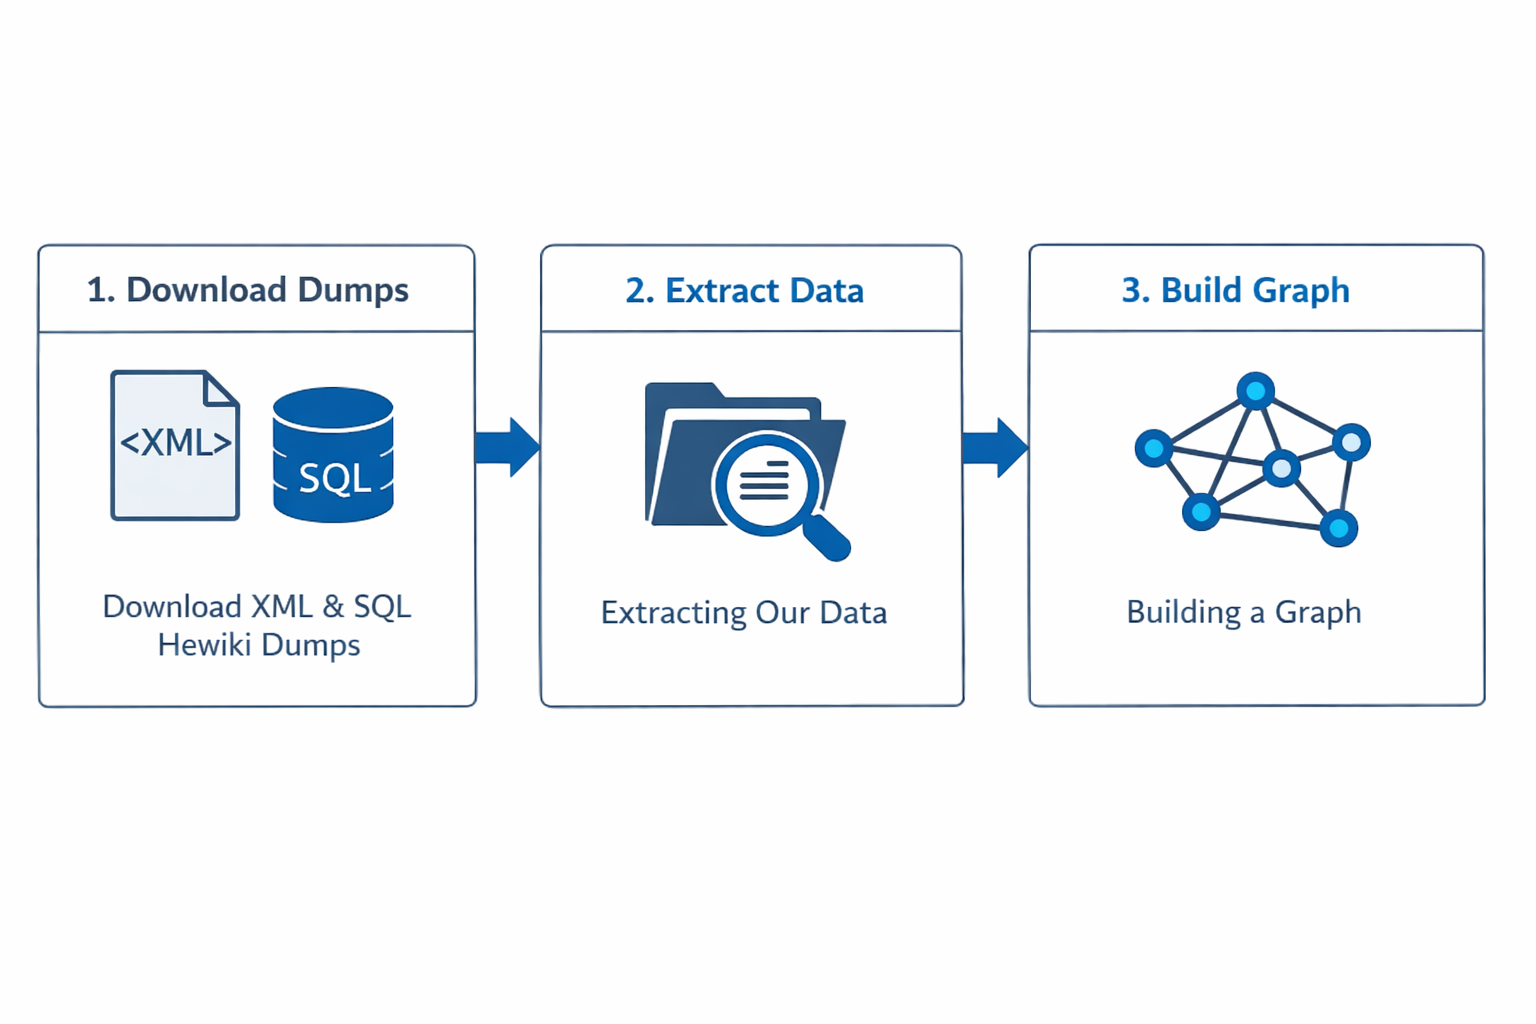 1. Download Dumps
<XML>
SQL
Download XML & SQL
Hewiki Dumps
2. Extract Data
Extracting Our Data
3. Build Graph
Building a Graph